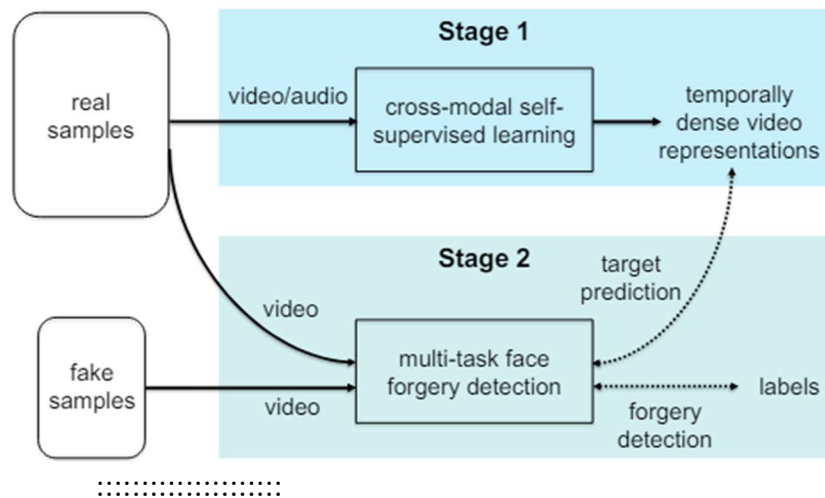 Stage 1
real
samples
video/audio
cross-modal self-
supervised learning
temporally
dense video
representations
Stage 2
target
prediction
video
fake
samples
video
multi-task face
forgery detection
labels
forgery
detection